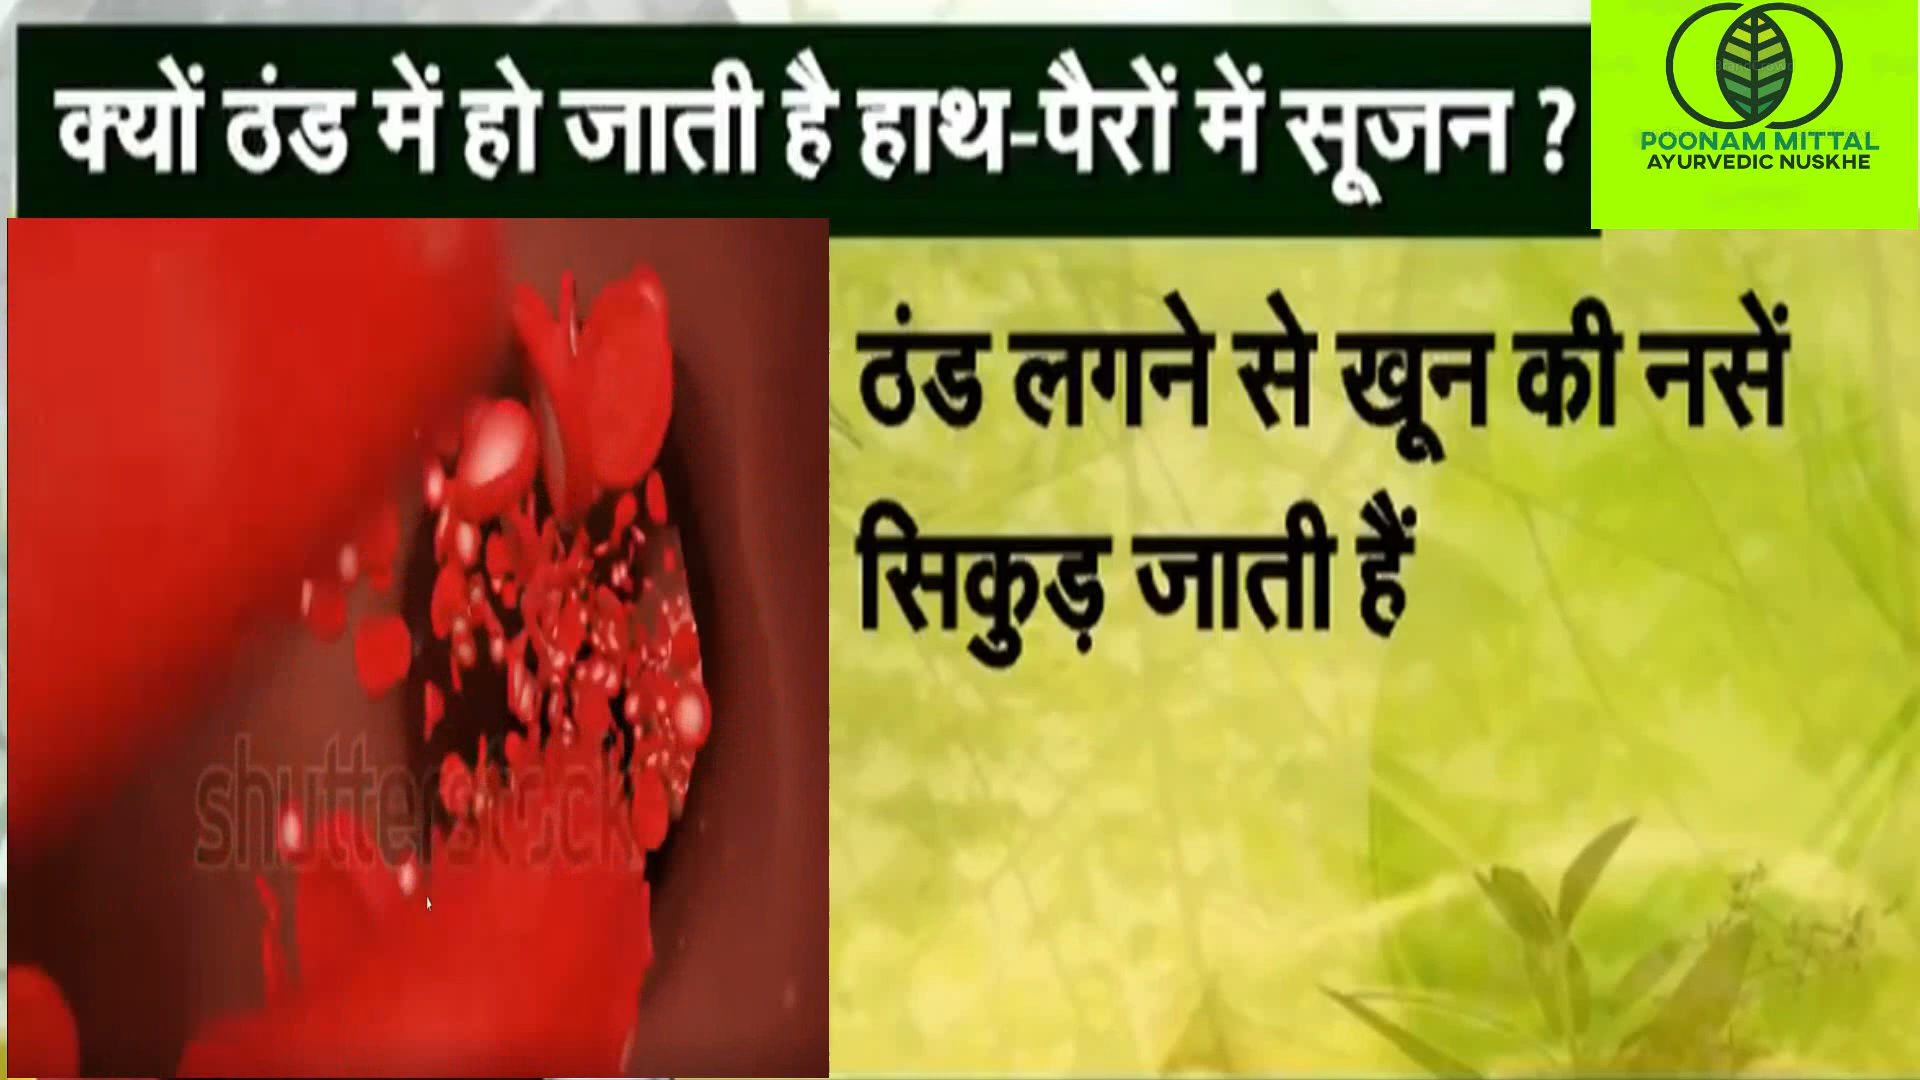 क्यों ठंड में हो जाती है हाथ-पैरों में सूजन ?
POONAM MITTAL
AYURVEDIC NUSKHE
ठंड लगने से खून की नसें
सिकुड़ जाती हैं
shutterstock